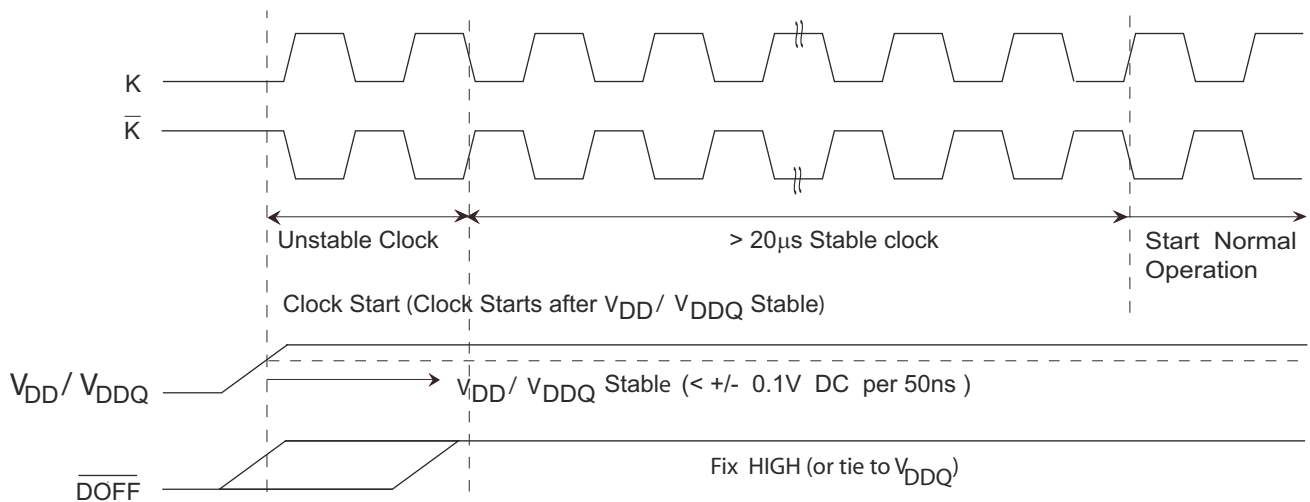 K
K̅
Unstable Clock
> 20μs Stable clock
Start Normal
Operation
Clock Start (Clock Starts after VDD / VDDQ Stable)
VDD / VDDQ
VDD / VDDQ Stable (< +/- 0.1V DC per 50ns )
Fix HIGH (or tie to VDDQ)
D̅O̅F̅F̅